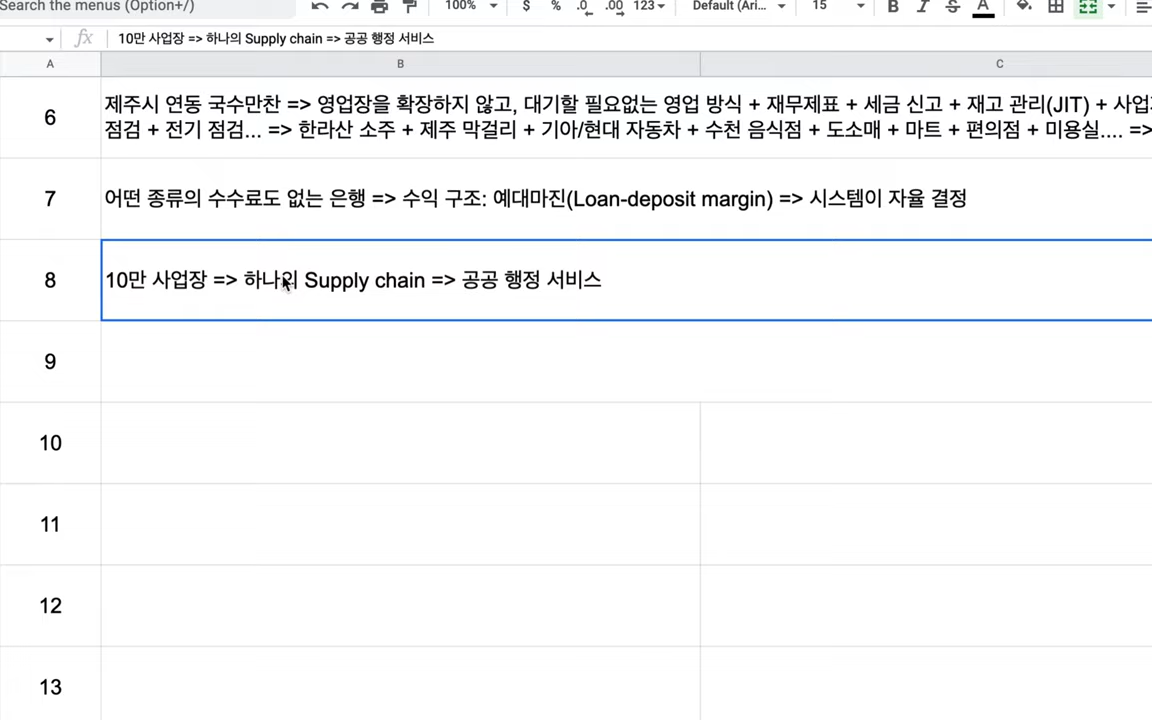 Search the menus (Option+/)
100%
$
%
.0
.00
123
Default (Ari...
15
B
I
S
A
fx
10만 사업장 => 하나의 Supply chain => 공공 행정 서비스
A
B
C
6
제주시 연동 국수만찬 => 영업장을 확장하지 않고, 대기할 필요없는 영업 방식 + 재무제표 + 세금 신고 + 재고 관리(JIT) + 사업
점검 + 전기 점검... => 한라산 소주 + 제주 막걸리 + 기아/현대 자동차 + 수천 음식점 + 도소매 + 마트 + 편의점 + 미용실.... =>
7
어떤 종류의 수수료도 없는 은행 => 수익 구조: 예대마진(Loan-deposit margin) => 시스템이 자율 결정
8
10만 사업장 => 하나의 Supply chain => 공공 행정 서비스
9
10
11
12
13